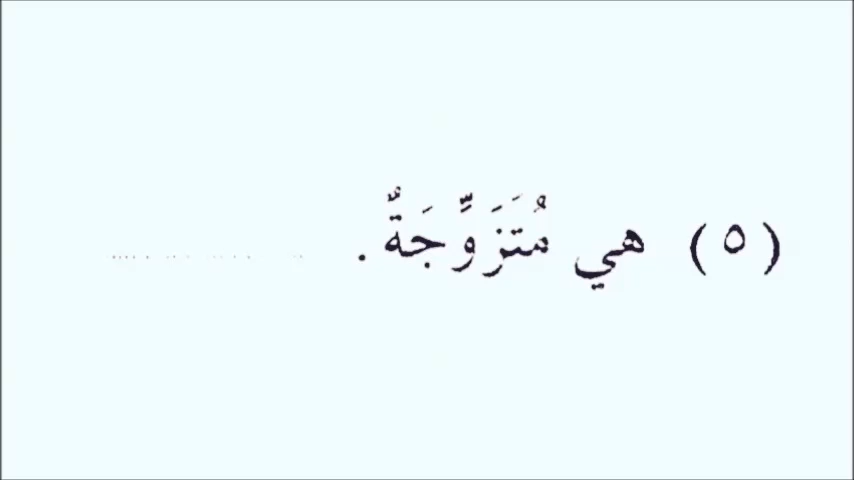 (٥) هي مُتَزَوِّجَةٌ . ..........